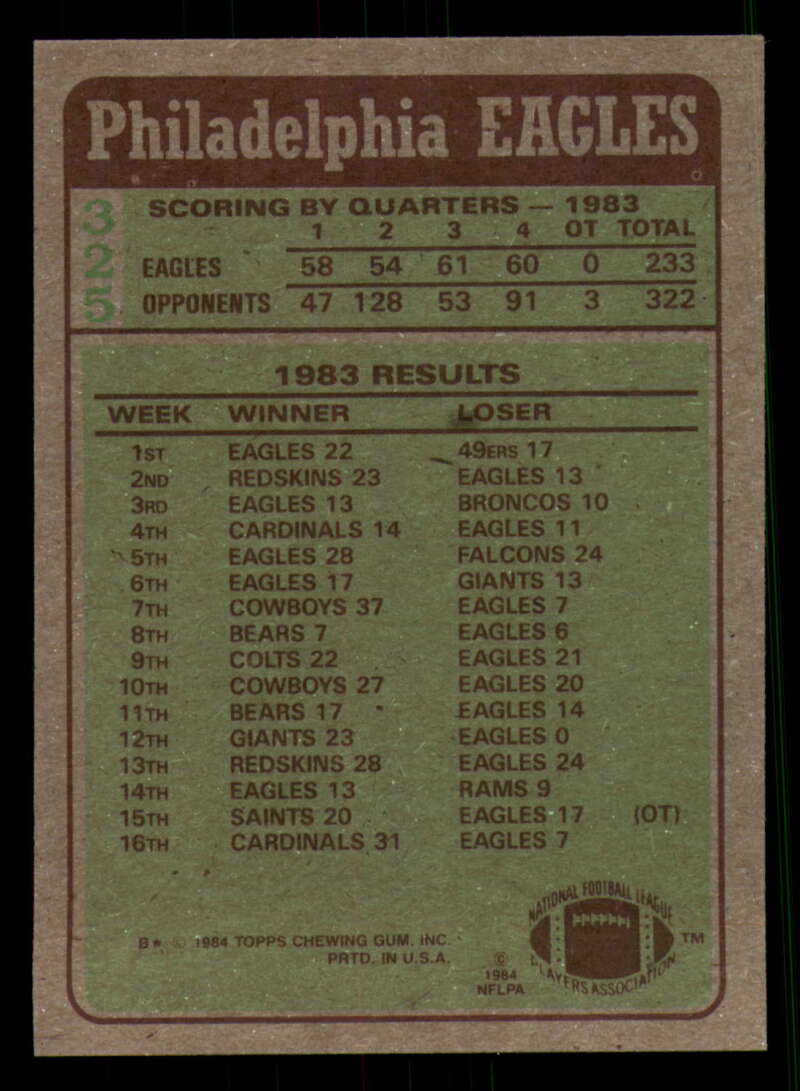 Philadelphia EAGLES
325
SCORING BY QUARTERS — 1983
1 2 3 4 OT TOTAL
EAGLES 58 54 61 60 0 233
OPPONENTS 47 128 53 91 3 322
1983 RESULTS
WEEK WINNER LOSER
1ST EAGLES 22 49ERS 17
2ND REDSKINS 23 EAGLES 13
3RD EAGLES 13 BRONCOS 10
4TH CARDINALS 14 EAGLES 11
5TH EAGLES 28 FALCONS 24
6TH EAGLES 17 GIANTS 13
7TH COWBOYS 37 EAGLES 7
8TH BEARS 7 EAGLES 6
9TH COLTS 22 EAGLES 21
10TH COWBOYS 27 EAGLES 20
11TH BEARS 17 EAGLES 14
12TH GIANTS 23 EAGLES 0
13TH REDSKINS 28 EAGLES 24
14TH EAGLES 13 RAMS 9
15TH SAINTS 20 EAGLES 17 (OT)
16TH CARDINALS 31 EAGLES 7
B* © 1984 TOPPS CHEWING GUM, INC.
PRTD. IN U.S.A.
© 1984 NFLPA
NATIONAL FOOTBALL LEAGUE
PLAYERS ASSOCIATION
TM